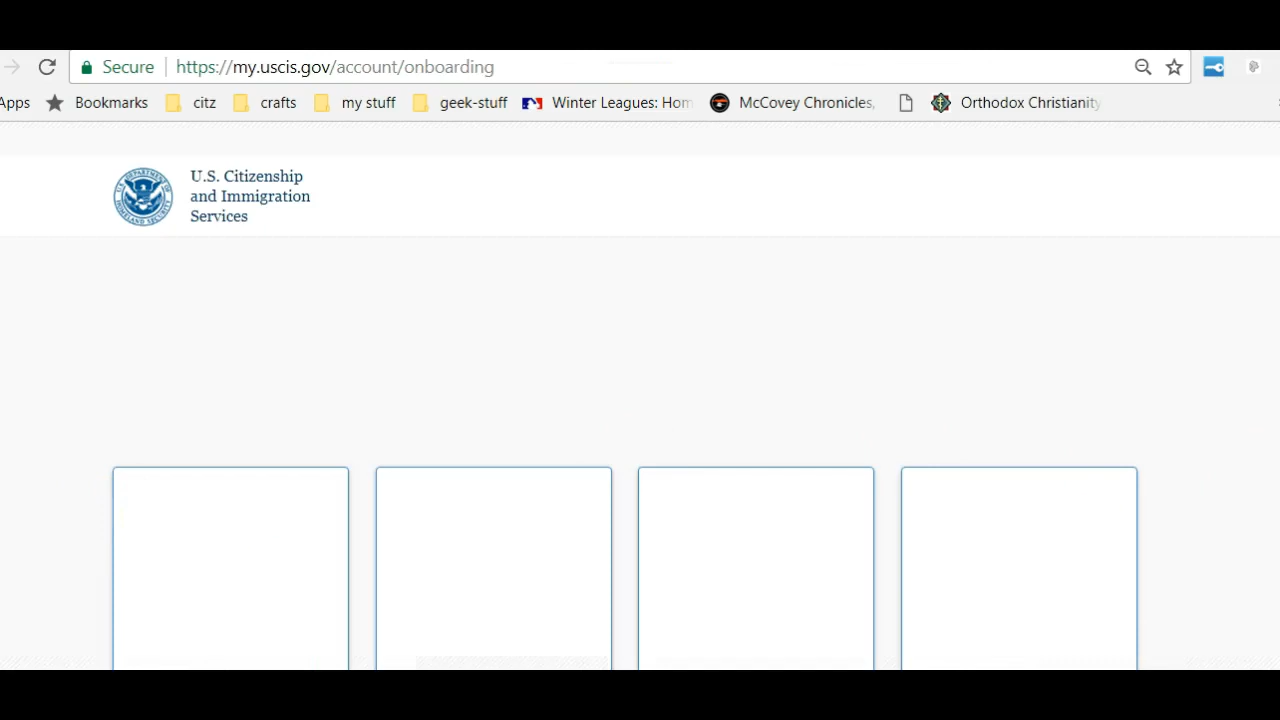 Secure https://my.uscis.gov/account/onboarding
Apps Bookmarks citz crafts my stuff geek-stuff Winter Leagues: Hom McCovey Chronicles, Orthodox Christianity
U.S. Citizenship
and Immigration
Services